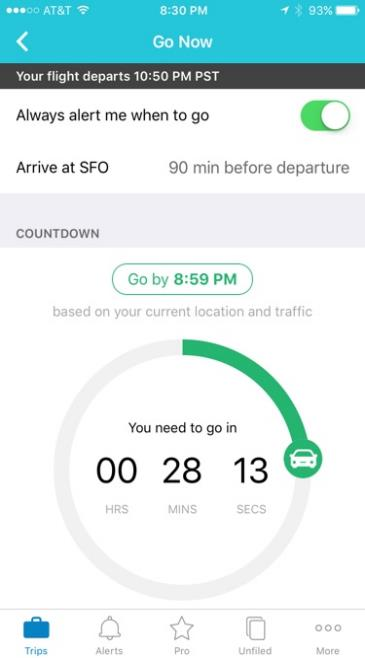 AT&T 8:30 PM 93%
Go Now
Your flight departs 10:50 PM PST
Always alert me when to go
Arrive at SFO 90 min before departure
COUNTDOWN
Go by 8:59 PM
based on your current location and traffic
You need to go in
00 28 13
HRS MINS SECS
Trips Alerts Pro Unfiled More